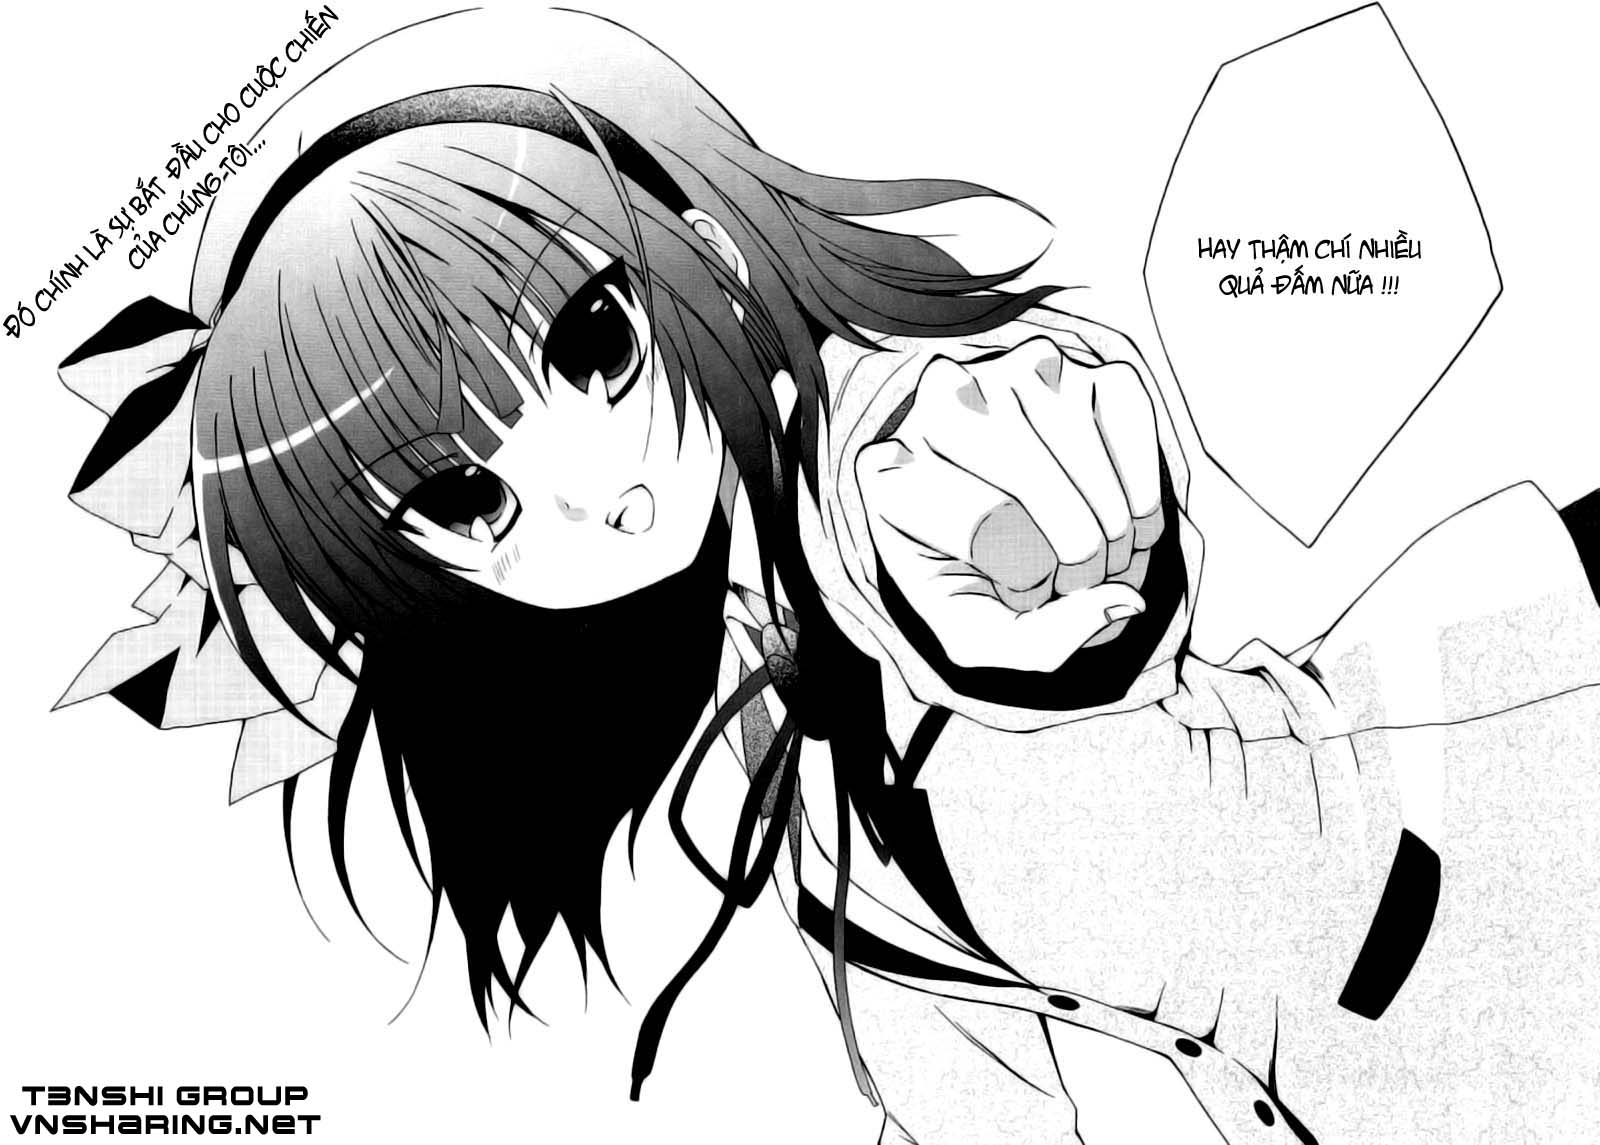 HAY THẬM CHÍ NHIỀU
QUẢ ĐẤM NỮA !!!
ĐÓ CHÍNH LÀ SỰ BẮT ĐẦU CHO CUỘC CHIẾN
CỦA CHÚNG TÔI...
T3NSHI GROUP
VNSHARING.NET